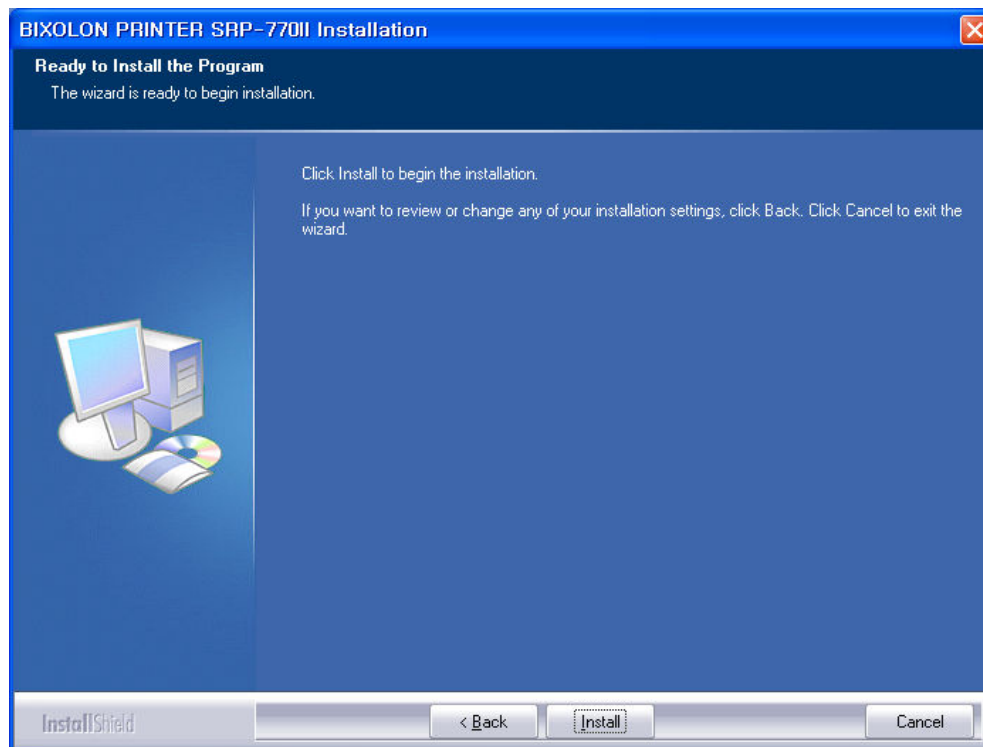 BIXOLON PRINTER SRP-770II Installation
Ready to Install the Program
The wizard is ready to begin installation.
Click Install to begin the installation.
If you want to review or change any of your installation settings, click Back. Click Cancel to exit the
wizard.
InstallShield
< Back
Install
Cancel